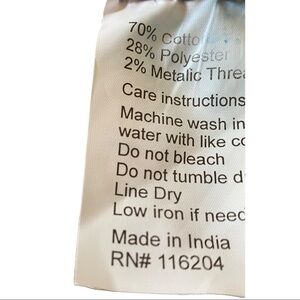 70% Cotto
28% Polyester
2% Metalic Threa
Care instructions
Machine wash in
water with like co
Do not bleach
Do not tumble d
Line Dry
Low iron if need
Made in India
RN# 116204